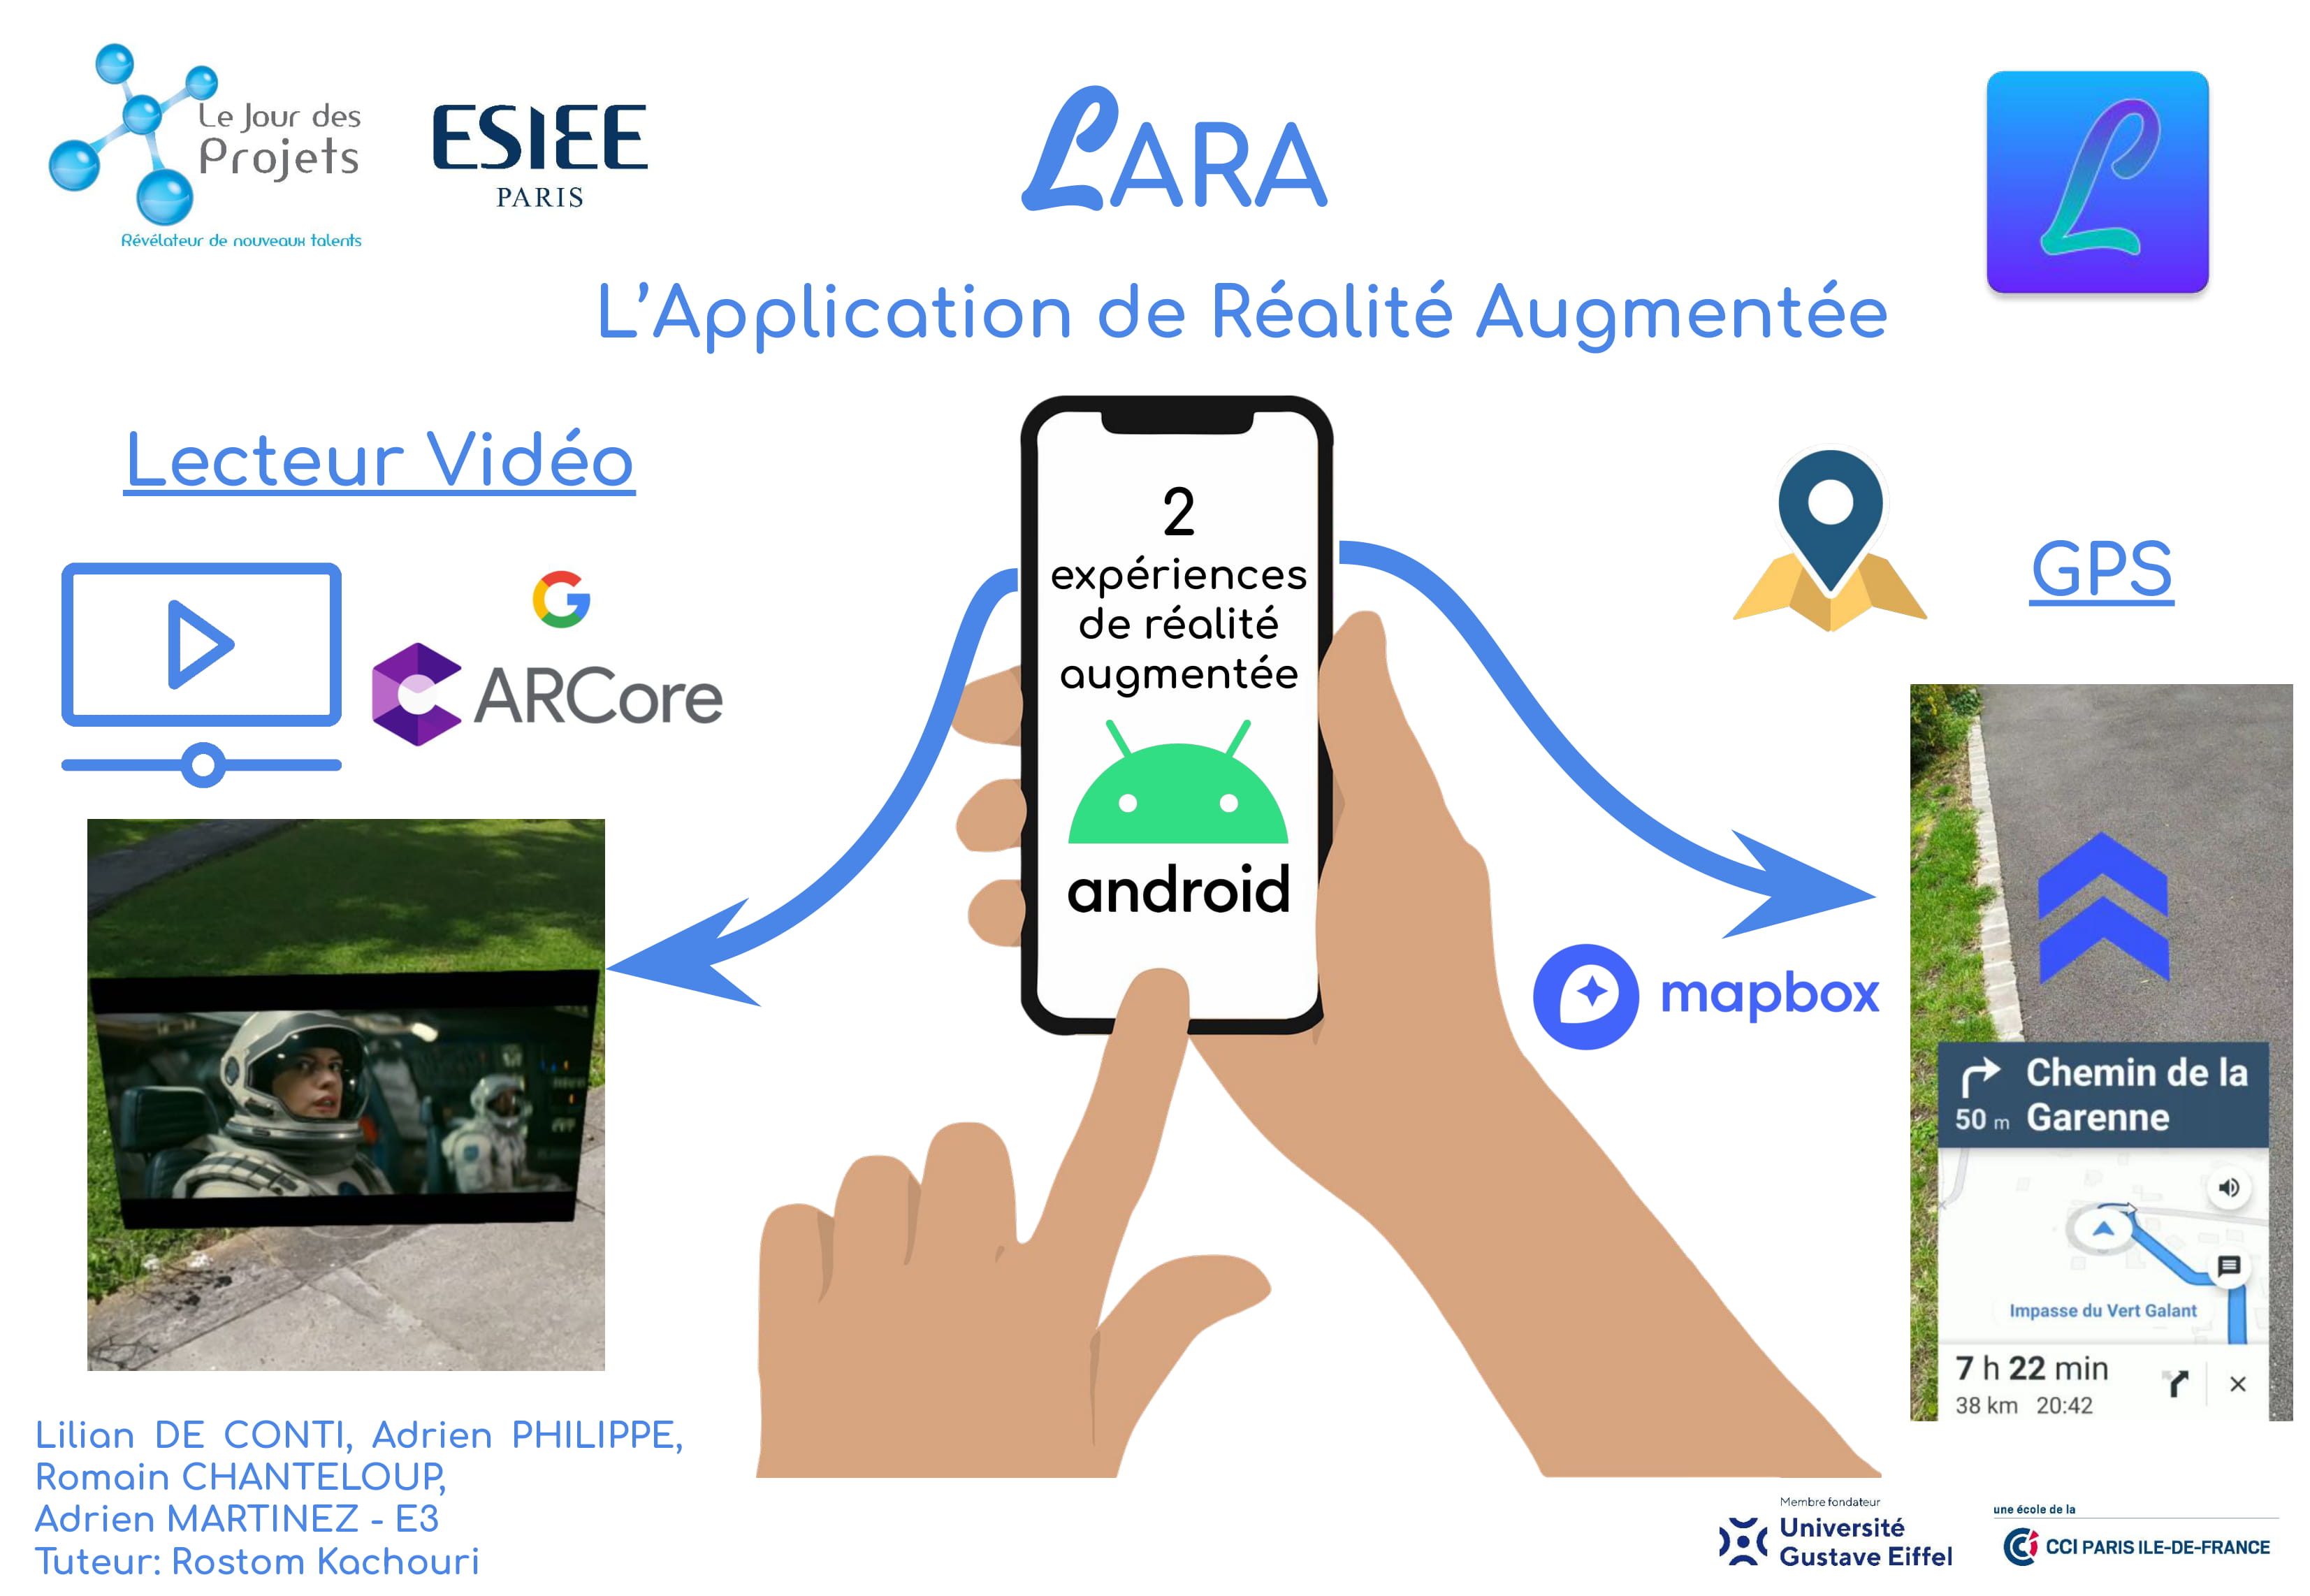 Le Jour des
Projets
Révélateur de nouveaux talents
ESIEE
PARIS
LARA
L
L'Application de Réalité Augmentée
Lecteur Vidéo
G
ARCore
2
expériences
de réalité
augmentée
android
GPS
mapbox
Chemin de la
Garenne
50 m
Impasse du Vert Galant
7 h 22 min
38 km 20:42
Lilian DE CONTI, Adrien PHILIPPE,
Romain CHANTELOUP,
Adrien MARTINEZ - E3
Tuteur: Rostom Kachouri
Membre fondateur
Université
Gustave Eiffel
une école de la
CCI PARIS ILE-DE-FRANCE